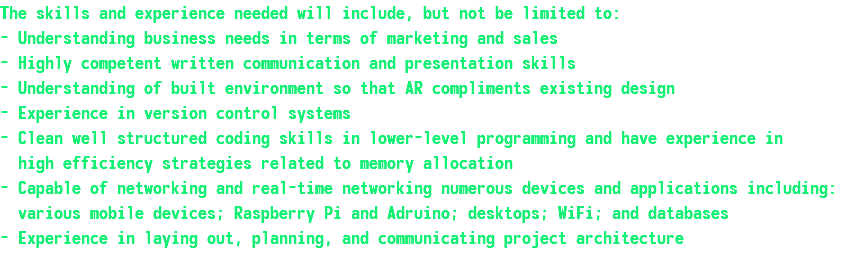 The skills and experience needed will include, but not be limited to:
- Understanding business needs in terms of marketing and sales
- Highly competent written communication and presentation skills
- Understanding of built environment so that AR compliments existing design
- Experience in version control systems
- Clean well structured coding skills in lower-level programming and have experience in
high efficiency strategies related to memory allocation
- Capable of networking and real-time networking numerous devices and applications including:
various mobile devices; Raspberry Pi and Adruino; desktops; WiFi; and databases
- Experience in laying out, planning, and communicating project architecture